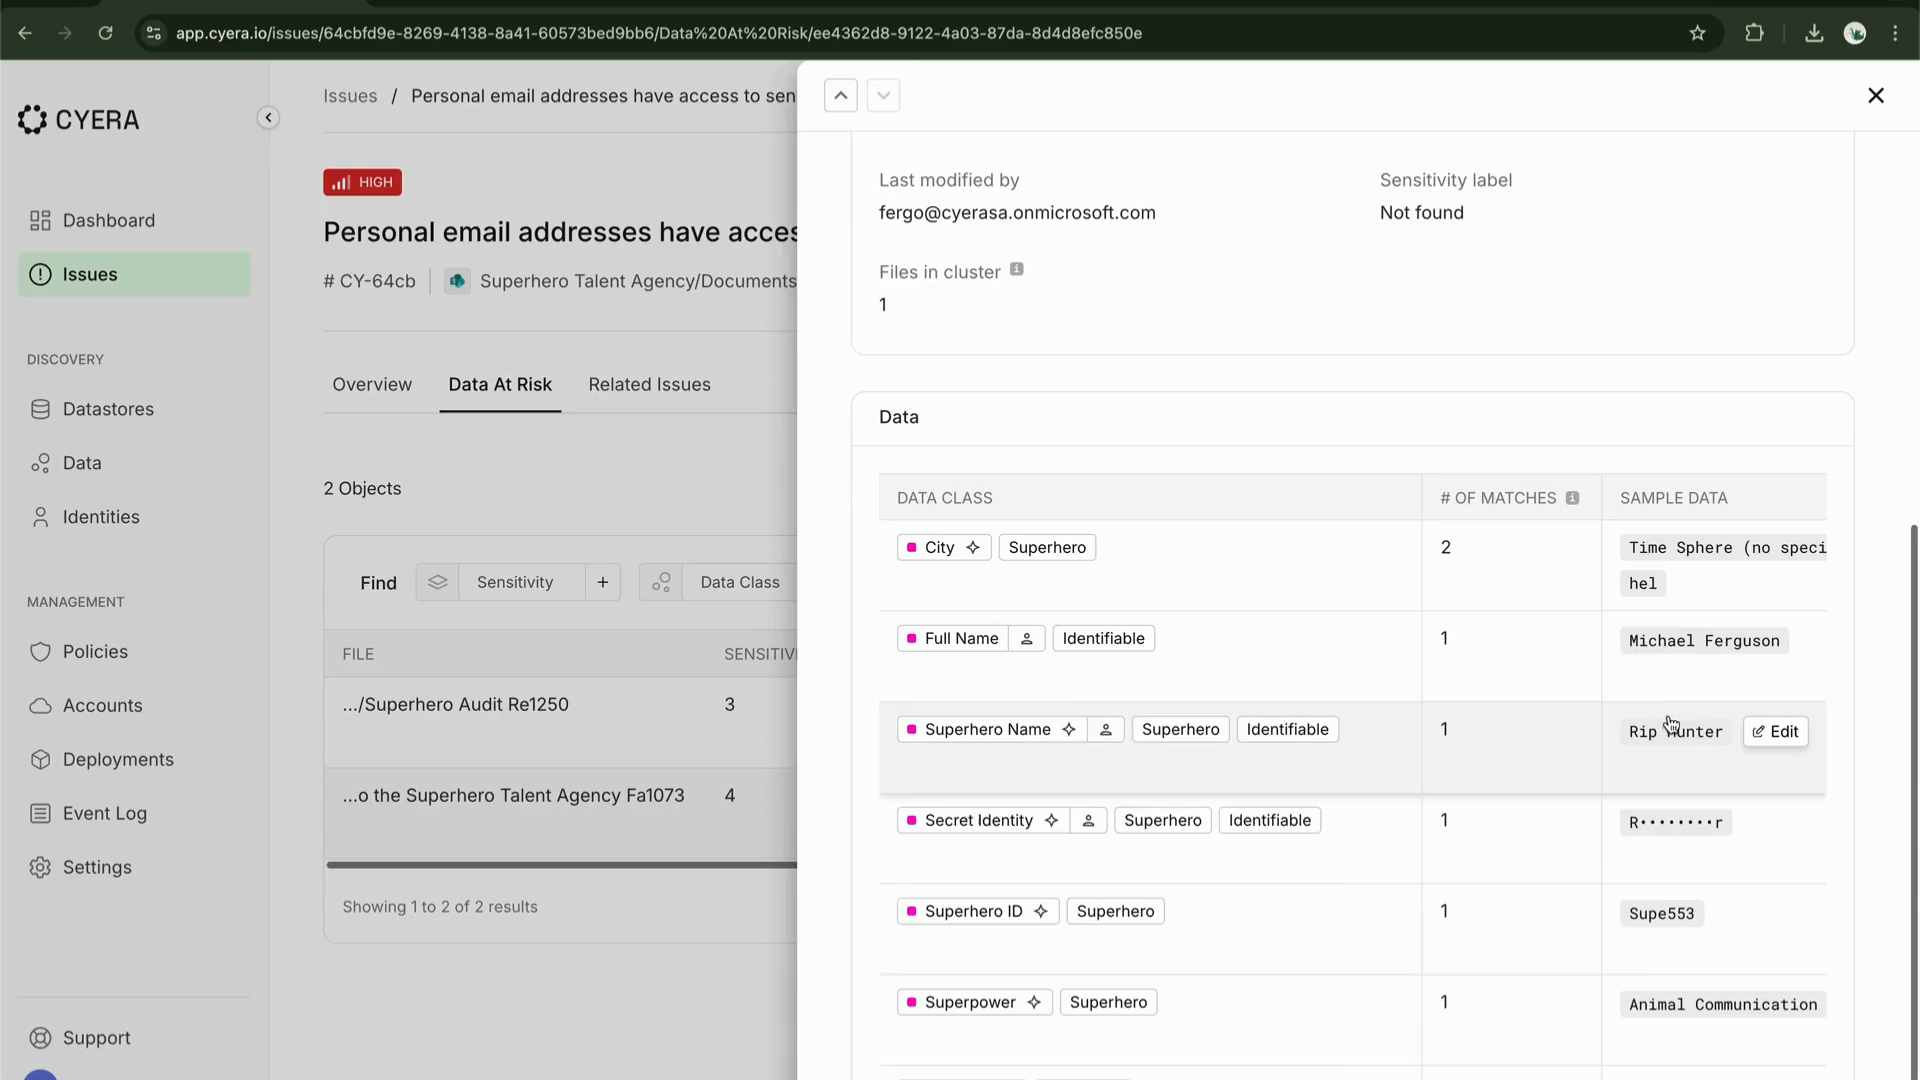 app.cyera.io/issues/64cbfd9e-8269-4138-8a41-60573bed9bb6/Data%20At%20Risk/ee4362d8-9122-4a03-87da-8d4d8efc850e
CYERA
Dashboard
Issues
DISCOVERY
Datastores
Data
Identities
MANAGEMENT
Policies
Accounts
Deployments
Event Log
Settings
Support
Issues / Personal email addresses have access to sen
HIGH
Personal email addresses have acces
# CY-64cb Superhero Talent Agency/Documents
Overview Data At Risk Related Issues
2 Objects
Find Sensitivity + Data Class
FILE SENSITIV
.../Superhero Audit Re1250 3
...o the Superhero Talent Agency Fa1073 4
Showing 1 to 2 of 2 results
Last modified by Sensitivity label
fergo@cyerasa.onmicrosoft.com Not found
Files in cluster
1
Data
DATA CLASS # OF MATCHES SAMPLE DATA
City Superhero 2 Time Sphere (no speci
hel
Full Name Identifiable 1 Michael Ferguson
Superhero Name Superhero Identifiable 1 Rip Hunter Edit
Secret Identity Superhero Identifiable 1 R••••••••r
Superhero ID Superhero 1 Supe553
Superpower Superhero 1 Animal Communication